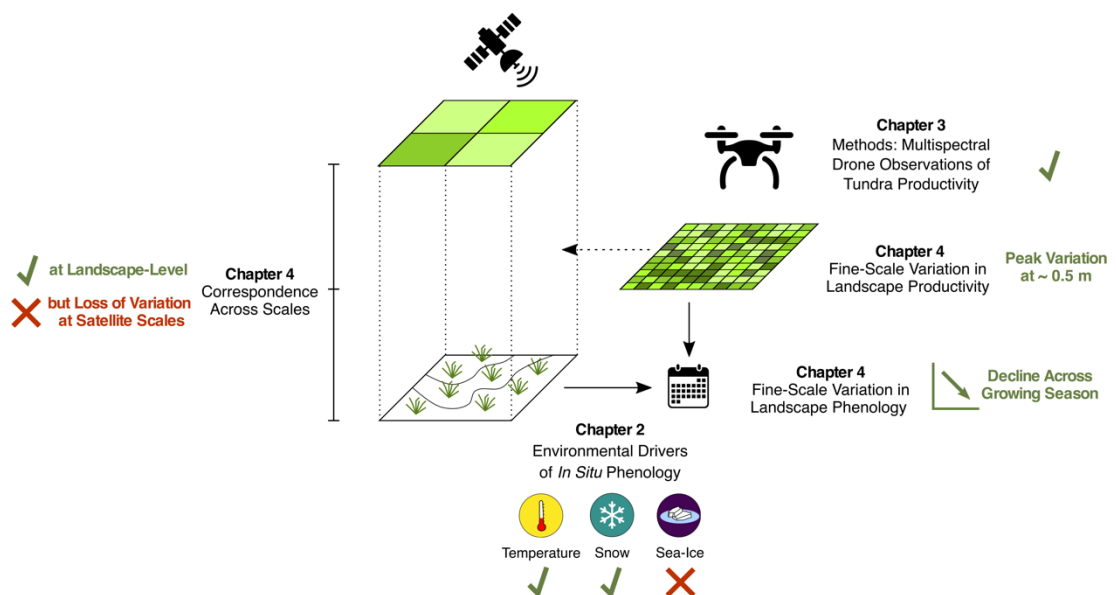 Chapter 3
Methods: Multispectral
Drone Observations of
Tundra Productivity
Chapter 4
Fine-Scale Variation in
Landscape Productivity
Peak Variation
at ~ 0.5 m
at Landscape-Level
but Loss of Variation
at Satellite Scales
Chapter 4
Correspondence
Across Scales
Chapter 4
Fine-Scale Variation in
Landscape Phenology
Decline Across
Growing Season
Chapter 2
Environmental Drivers
of In Situ Phenology
Temperature
Snow
Sea-Ice